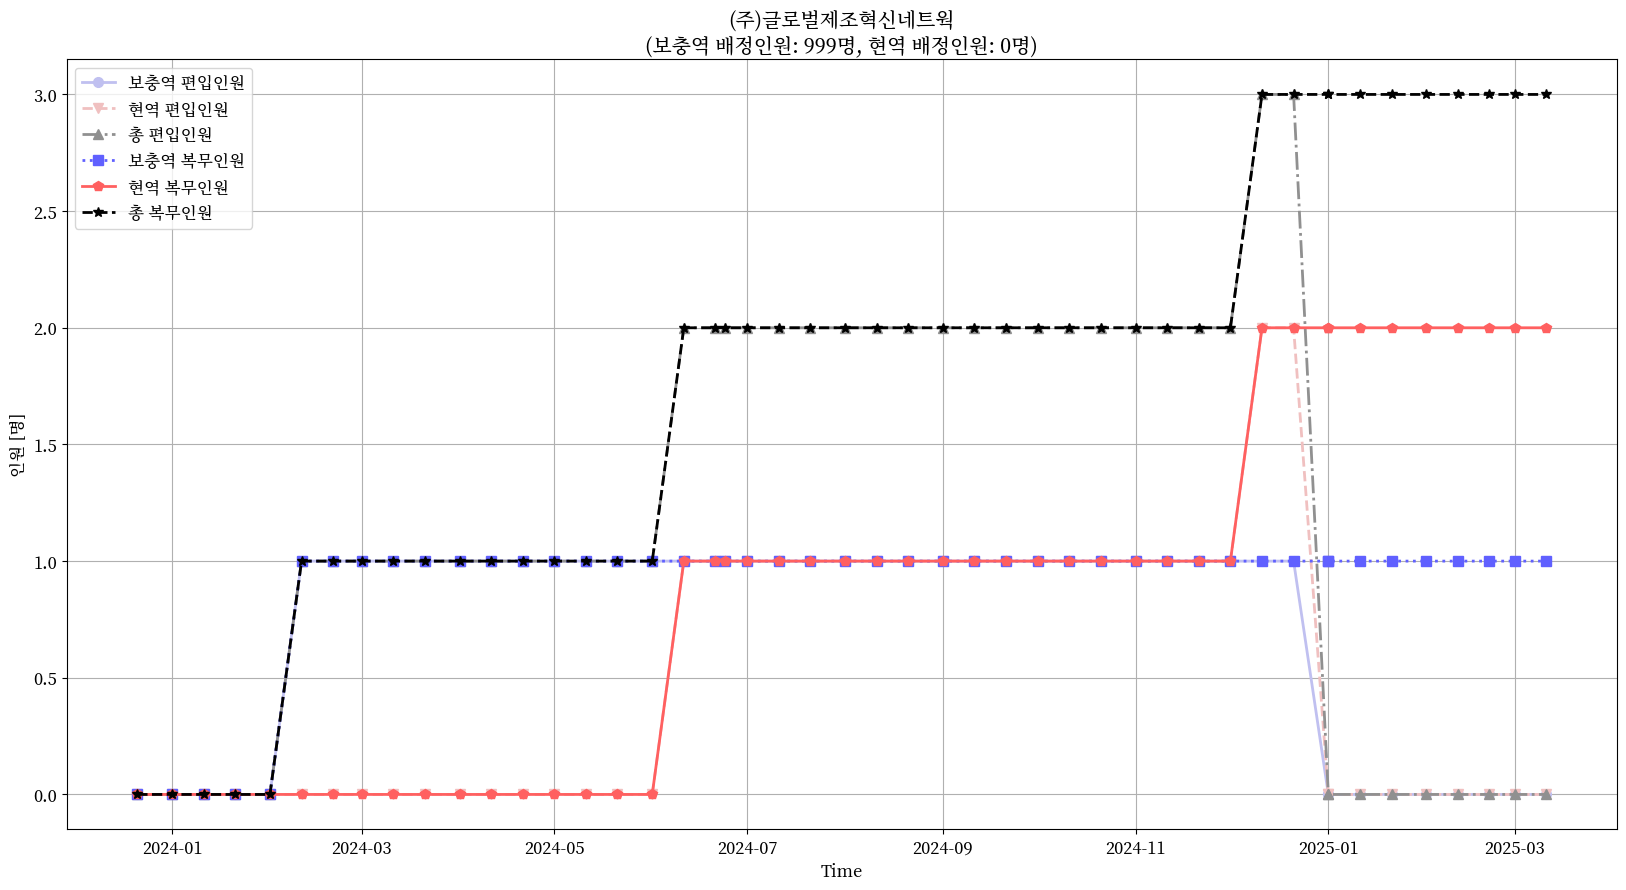 (주)글로벌제조혁신네트웍
(보충역 배정인원: 999명, 현역 배정인원: 0명)
보충역 편입인원
현역 편입인원
총 편입인원
보충역 복무인원
현역 복무인원
총 복무인원
3.0
2.5
2.0
1.5
1.0
0.5
0.0
인원 [명]
2024-01
2024-03
2024-05
2024-07
2024-09
2024-11
2025-01
2025-03
Time